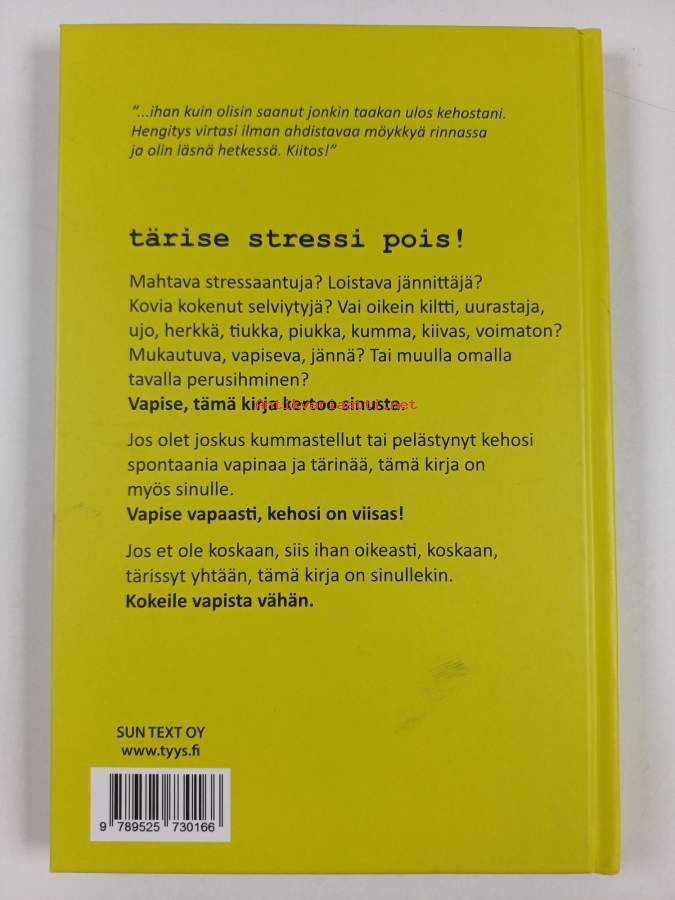 ”...ihan kuin olisin saanut jonkin taakan ulos kehostani.
Hengitys virtasi ilman ahdistavaa möykkyä rinnassa
ja olin läsnä hetkessä. Kiitos!”
tärise stressi pois!
Mahtava stressaantuja? Loistava jännittäjä?
Kovia kokenut selviytyjä? Vai oikein kiltti, uurastaja,
ujo, herkkä, tiukka, piukka, kumma, kiivas, voimaton?
Mukautuva, vapiseva, jännä? Tai muulla omalla
tavalla perusihminen?
Vapise, tämä kirja kertoo sinusta.
Jos olet joskus kummastellut tai pelästynyt kehosi
spontaania vapinaa ja tärinää, tämä kirja on
myös sinulle.
Vapise vapaasti, kehosi on viisas!
Jos et ole koskaan, siis ihan oikeasti, koskaan,
tärissyt yhtään, tämä kirja on sinullekin.
Kokeile vapista vähän.
SUN TEXT OY
www.tyys.fi
9 789525 730166